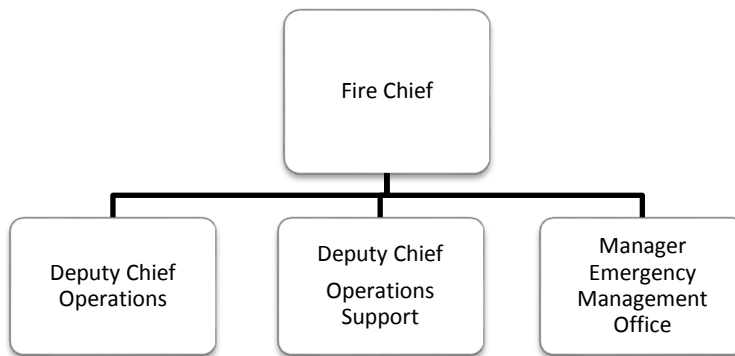 Fire Chief
Deputy Chief
Operations
Deputy Chief
Operations
Support
Manager
Emergency
Management
Office